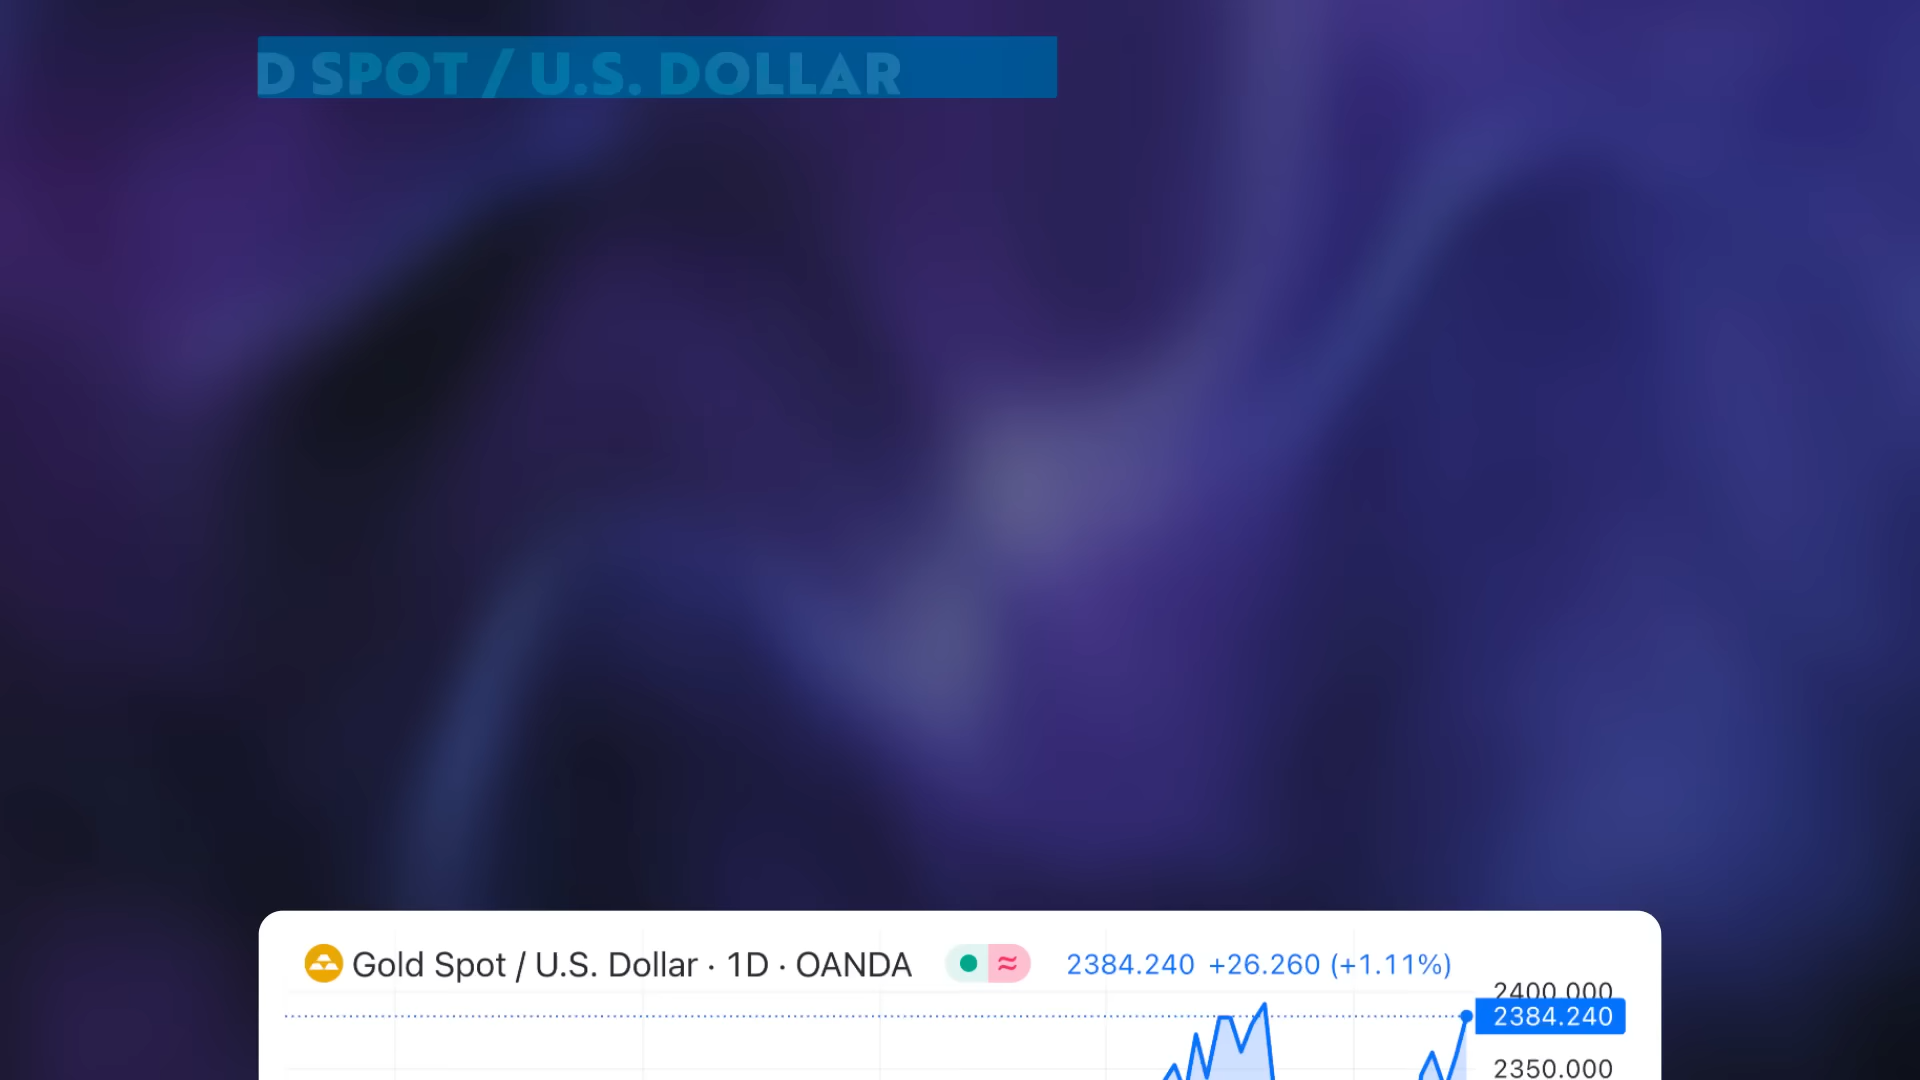 D SPOT / U.S. DOLLAR
Gold Spot / U.S. Dollar · 1D · OANDA 2384.240 +26.260 (+1.11%)
2400.000
2384.240
2350.000